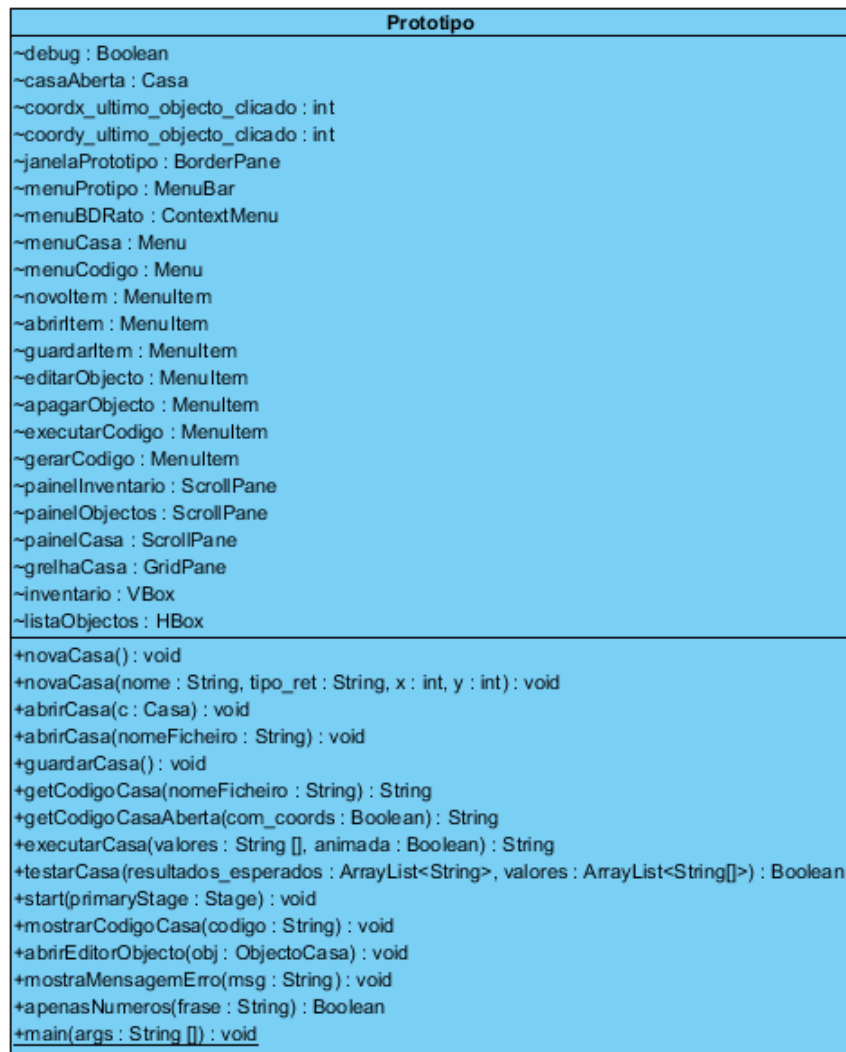 Prototipo
~debug : Boolean
~casaAberta : Casa
~coordx_ultimo_objecto_clicado : int
~coordy_ultimo_objecto_clicado : int
~janelaPrototipo : BorderPane
~menuProtipo : MenuBar
~menuBDRato : ContextMenu
~menuCasa : Menu
~menuCodigo : Menu
~novoItem : MenuItem
~abrirItem : MenuItem
~guardarItem : MenuItem
~editarObjecto : MenuItem
~apagarObjecto : MenuItem
~executarCodigo : MenuItem
~gerarCodigo : MenuItem
~painelInventario : ScrollPane
~painelObjectos : ScrollPane
~painelCasa : ScrollPane
~grelhaCasa : GridPane
~inventario : VBox
~listaObjectos : HBox
+novaCasa() : void
+novaCasa(nome : String, tipo_ret : String, x : int, y : int) : void
+abrirCasa(c : Casa) : void
+abrirCasa(nomeFicheiro : String) : void
+guardarCasa() : void
+getCodigoCasa(nomeFicheiro : String) : String
+getCodigoCasaAberta(com_coords : Boolean) : String
+executarCasa(valores : String [], animada : Boolean) : String
+testarCasa(resultados_esperados : ArrayList<String>, valores : ArrayList<String[]>) : Boolean
+start(primaryStage : Stage) : void
+mostrarCodigoCasa(codigo : String) : void
+abrirEditorObjecto(obj : ObjectoCasa) : void
+mostraMensagemErro(msg : String) : void
+apenasNumeros(frase : String) : Boolean
+main(args : String []) : void